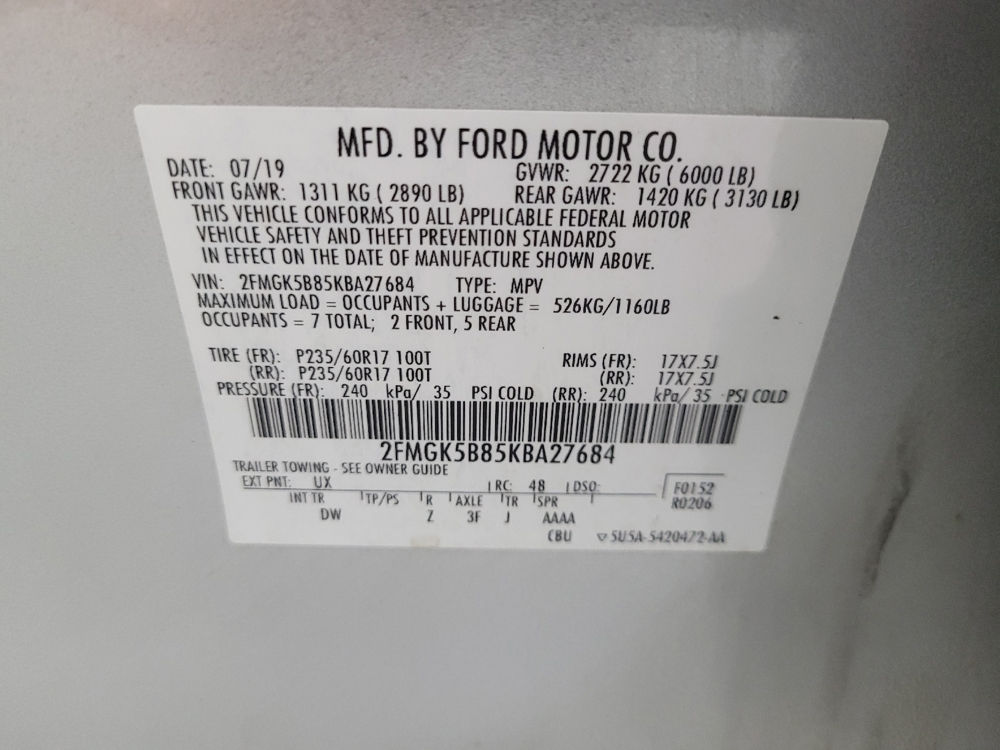 MFD. BY FORD MOTOR CO.
DATE: 07/19 GVWR: 2722 KG ( 6000 LB)
FRONT GAWR: 1311 KG ( 2890 LB) REAR GAWR: 1420 KG ( 3130 LB)
THIS VEHICLE CONFORMS TO ALL APPLICABLE FEDERAL MOTOR
VEHICLE SAFETY AND THEFT PREVENTION STANDARDS
IN EFFECT ON THE DATE OF MANUFACTURE SHOWN ABOVE.
VIN: 2FMGK5B85KBA27684 TYPE: MPV
MAXIMUM LOAD = OCCUPANTS + LUGGAGE = 526KG/1160LB
OCCUPANTS = 7 TOTAL; 2 FRONT, 5 REAR
TIRE (FR): P235/60R17 100T RIMS (FR): 17X7.5J
(RR): P235/60R17 100T (RR): 17X7.5J
PRESSURE (FR): 240 kPa/ 35 PSI COLD (RR): 240 kPa/ 35 PSI COLD
2FMGK5B85KBA27684
TRAILER TOWING - SEE OWNER GUIDE
EXT PNT: UX RC: 48 DSO: F0152
INT TR TP/PS R AXLE TR SPR R0206
DW Z 3F J AAAA
CBU ▽ 5U5A-5420472-AA